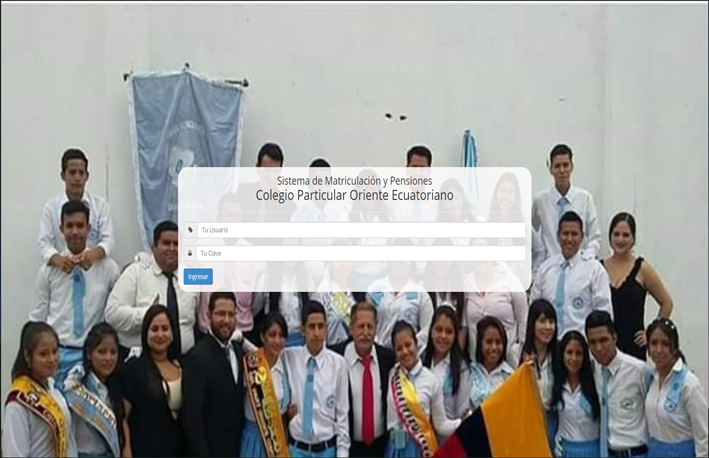 Sistema de Matriculación y Pensiones
Colegio Particular Oriente Ecuatoriano
Tu Usuario
Tu Clave
Ingresar